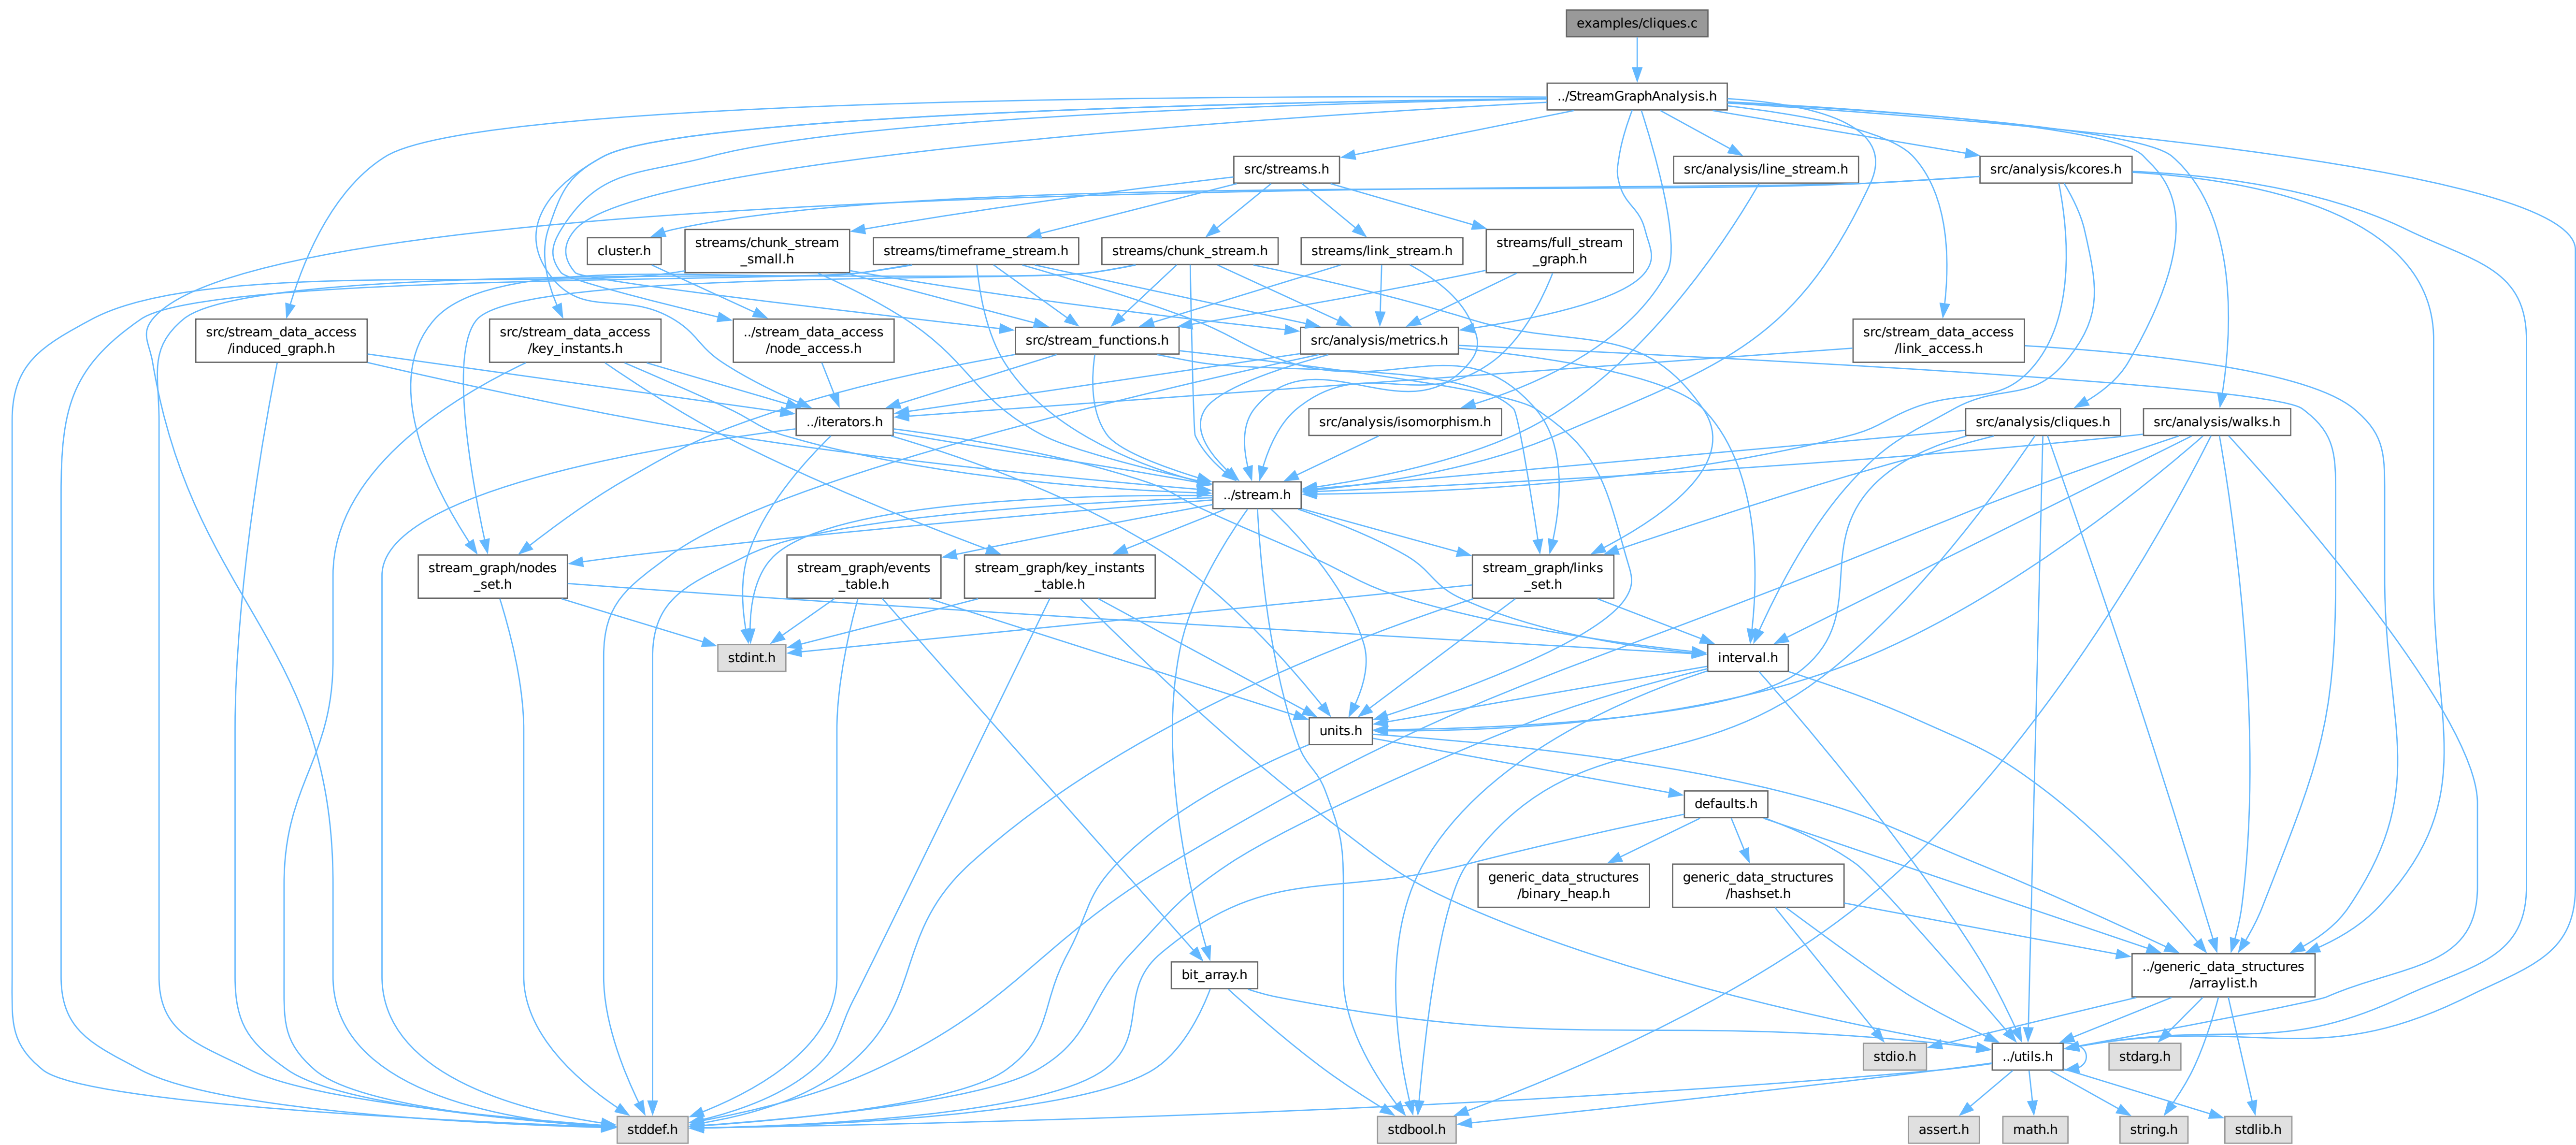 examples/cliques.c
../StreamGraphAnalysis.h
src/streams.h
src/analysis/line_stream.h
src/analysis/kcores.h
cluster.h
streams/chunk_stream
_small.h
streams/timeframe_stream.h
streams/chunk_stream.h
streams/link_stream.h
streams/full_stream
_graph.h
src/stream_data_access
/induced_graph.h
src/stream_data_access
/key_instants.h
../stream_data_access
/node_access.h
src/stream_functions.h
src/analysis/metrics.h
src/stream_data_access
/link_access.h
../iterators.h
src/analysis/isomorphism.h
src/analysis/cliques.h
src/analysis/walks.h
../stream.h
stream_graph/nodes
_set.h
stream_graph/events
_table.h
stream_graph/key_instants
_table.h
stream_graph/links
_set.h
stdint.h
interval.h
units.h
defaults.h
generic_data_structures
/binary_heap.h
generic_data_structures
/hashset.h
bit_array.h
../generic_data_structures
/arraylist.h
stdio.h
../utils.h
stdarg.h
stddef.h
stdbool.h
assert.h
math.h
string.h
stdlib.h